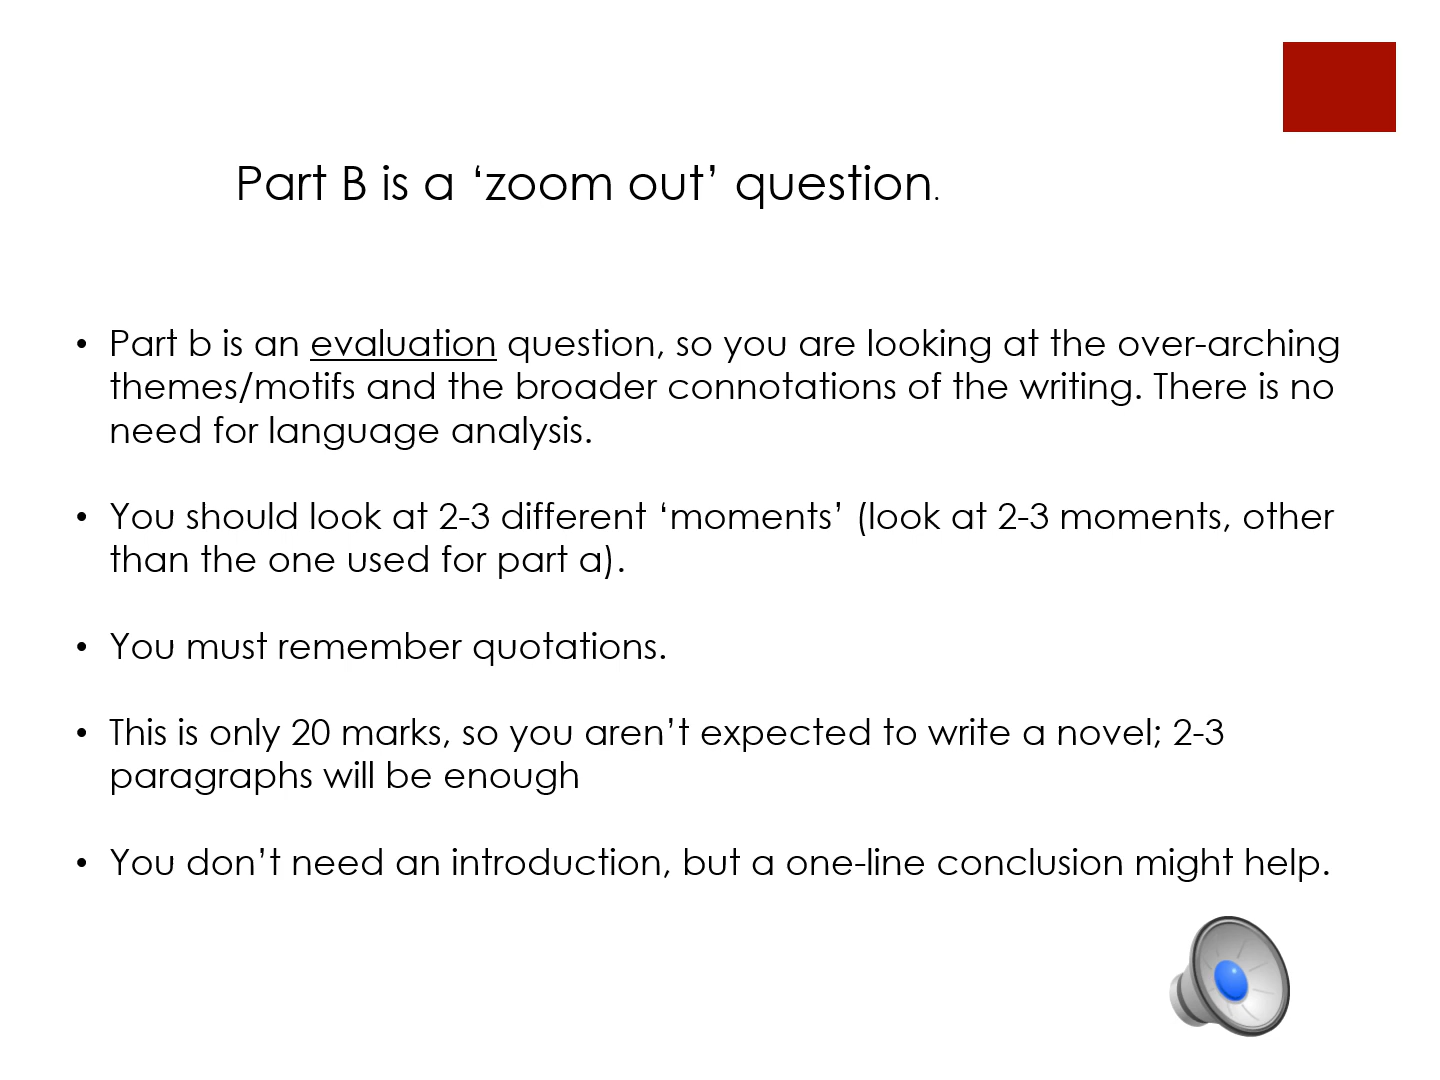 Part B is a ‘zoom out’ question.
• Part b is an evaluation question, so you are looking at the over-arching
themes/motifs and the broader connotations of the writing. There is no
need for language analysis.
• You should look at 2-3 different ‘moments’ (look at 2-3 moments, other
than the one used for part a).
• You must remember quotations.
• This is only 20 marks, so you aren’t expected to write a novel; 2-3
paragraphs will be enough
• You don’t need an introduction, but a one-line conclusion might help.